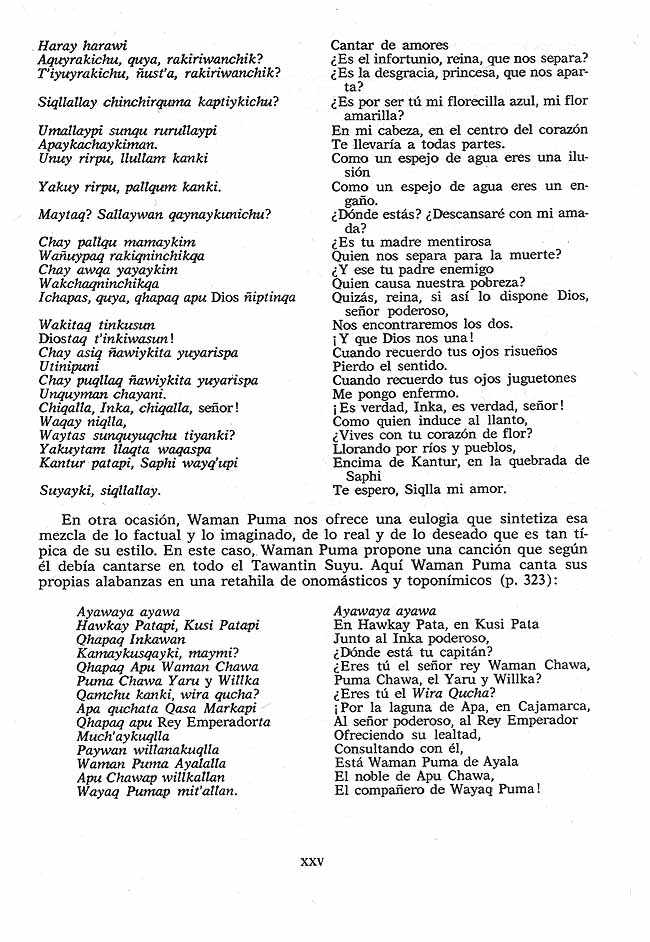 Haray harawi
Aquyrakichu, quya, rakiriwanchik?
T'iyuyrakichu, ñust'a, rakiriwanchik?
Siqllallay chinchirquma kaptiykichu?
Umallaypi sunqu rurullaypi
Apaykachaykiman.
Unuy rirpu, llullam kanki
Yakuy rirpu, pallqum kanki.
Maytaq? Sallaywan qaynaykunichu?
Chay pallqu mamaykim
Wañuypaq rakiqninchikqa
Chay awqa yayaykim
Wakchaqninchikqa
Ichapas, quya, qhapaq apu Dios ñiptinqa
Wakitaq tinkusun
Diostaq t'inkiwasun!
Chay asiq ñawiykita yuyarispa
Utinipuni
Chay puqllaq ñawiykita yuyarispa
Unquyman chayani.
Chiqalla, Inka, chiqalla, señor!
Waqay niqlla,
Waytas sunquyuqchu tiyanki?
Yakuytam llaqta waqaspa
Kantur patapi, Saphi wayq'upi
Suyayki, siqllallay.
Cantar de amores
¿Es el infortunio, reina, que nos separa?
¿Es la desgracia, princesa, que nos apar-
ta?
¿Es por ser tú mi florecilla azul, mi flor
amarilla?
En mi cabeza, en el centro del corazón
Te llevaría a todas partes.
Como un espejo de agua eres una ilu-
sión
Como un espejo de agua eres un en-
gaño.
¿Dónde estás? ¿Descansaré con mi ama-
da?
¿Es tu madre mentirosa
Quien nos separa para la muerte?
¿Y ese tu padre enemigo
Quien causa nuestra pobreza?
Quizás, reina, si así lo dispone Dios,
señor poderoso,
Nos encontraremos los dos.
¡Y que Dios nos una!
Cuando recuerdo tus ojos risueños
Pierdo el sentido.
Cuando recuerdo tus ojos juguetones
Me pongo enfermo.
¡Es verdad, Inka, es verdad, señor!
Como quien induce al llanto,
¿Vives con tu corazón de flor?
Llorando por ríos y pueblos,
Encima de Kantur, en la quebrada de
Saphi
Te espero, Siqlla mi amor.
En otra ocasión, Waman Puma nos ofrece una eulogia que sintetiza esa
mezcla de lo factual y lo imaginado, de lo real y de lo deseado que es tan tí-
pica de su estilo. En este caso, Waman Puma propone una canción que según
él debía cantarse en todo el Tawantin Suyu. Aquí Waman Puma canta sus
propias alabanzas en una retahila de onomásticos y toponímicos (p. 323):
Ayawaya ayawa
Hawkay Patapi, Kusi Patapi
Qhapaq Inkawan
Kamaykusqayki, maymi?
Qhapaq Apu Waman Chawa
Puma Chawa Yaru y Willka
Qamchu kanki, wira qucha?
Apa quchata Qasa Markapi
Qhapaq apu Rey Emperadorta
Much'aykuqlla
Paywan willanakuqlla
Waman Puma Ayalalla
Apu Chawap willkallan
Wayaq Pumap mit'allan.
Ayawaya ayawa
En Hawkay Pata, en Kusi Pata
Junto al Inka poderoso,
¿Dónde está tu capitán?
¿Eres tú el señor rey Waman Chawa,
Puma Chawa, el Yaru y Willka?
¿Eres tú el Wira Qucha?
¡Por la laguna de Apa, en Cajamarca,
Al señor poderoso, al Rey Emperador
Ofreciendo su lealtad,
Consultando con él,
Está Waman Puma de Ayala
El noble de Apu Chawa,
El compañero de Wayaq Puma!
XXV